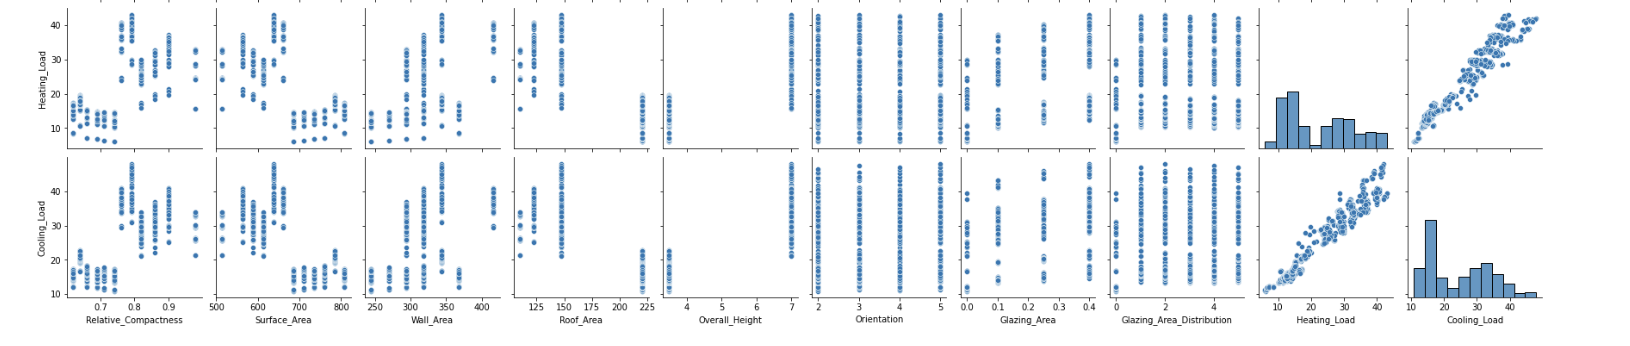 40
30
20
10
Heating_Load
40
30
20
10
Cooling_Load
0.7 0.8 0.9
Relative_Compactness
500 600 700 800
Surface_Area
250 300 350 400
Wall_Area
125 150 175 200 225
Roof_Area
4 5 6 7
Overall_Height
2 3 4 5
Orientation
0.0 0.1 0.2 0.3 0.4
Glazing_Area
0 2 4
Glazing_Area_Distribution
10 20 30 40
Heating_Load
10 20 30 40
Cooling_Load